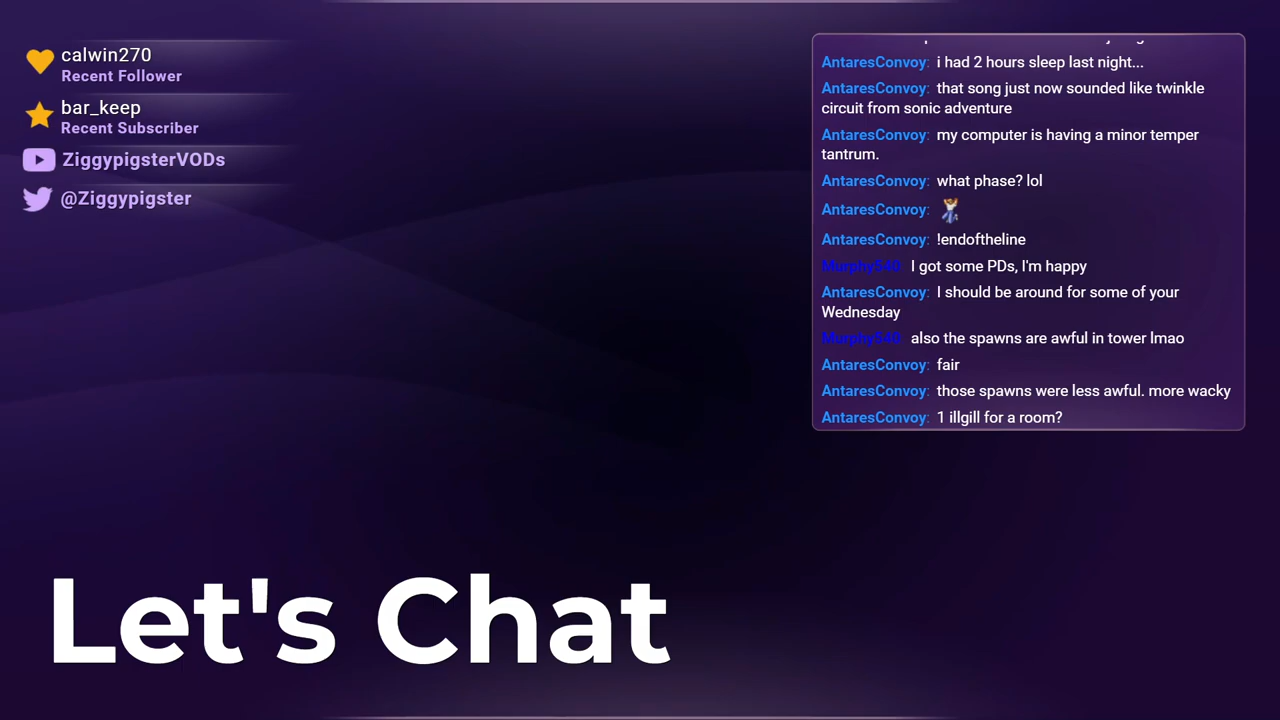 calwin270
Recent Follower
bar_keep
Recent Subscriber
ZiggypigsterVODs
@Ziggypigster
AntaresConvoy: i had 2 hours sleep last night...
AntaresConvoy: that song just now sounded like twinkle
circuit from sonic adventure
AntaresConvoy: my computer is having a minor temper
tantrum.
AntaresConvoy: what phase? lol
AntaresConvoy:
AntaresConvoy: !endoftheline
Murphy540: I got some PDs, I'm happy
AntaresConvoy: I should be around for some of your
Wednesday
Murphy540: also the spawns are awful in tower lmao
AntaresConvoy: fair
AntaresConvoy: those spawns were less awful. more wacky
AntaresConvoy: 1 illgill for a room?
Let's Chat